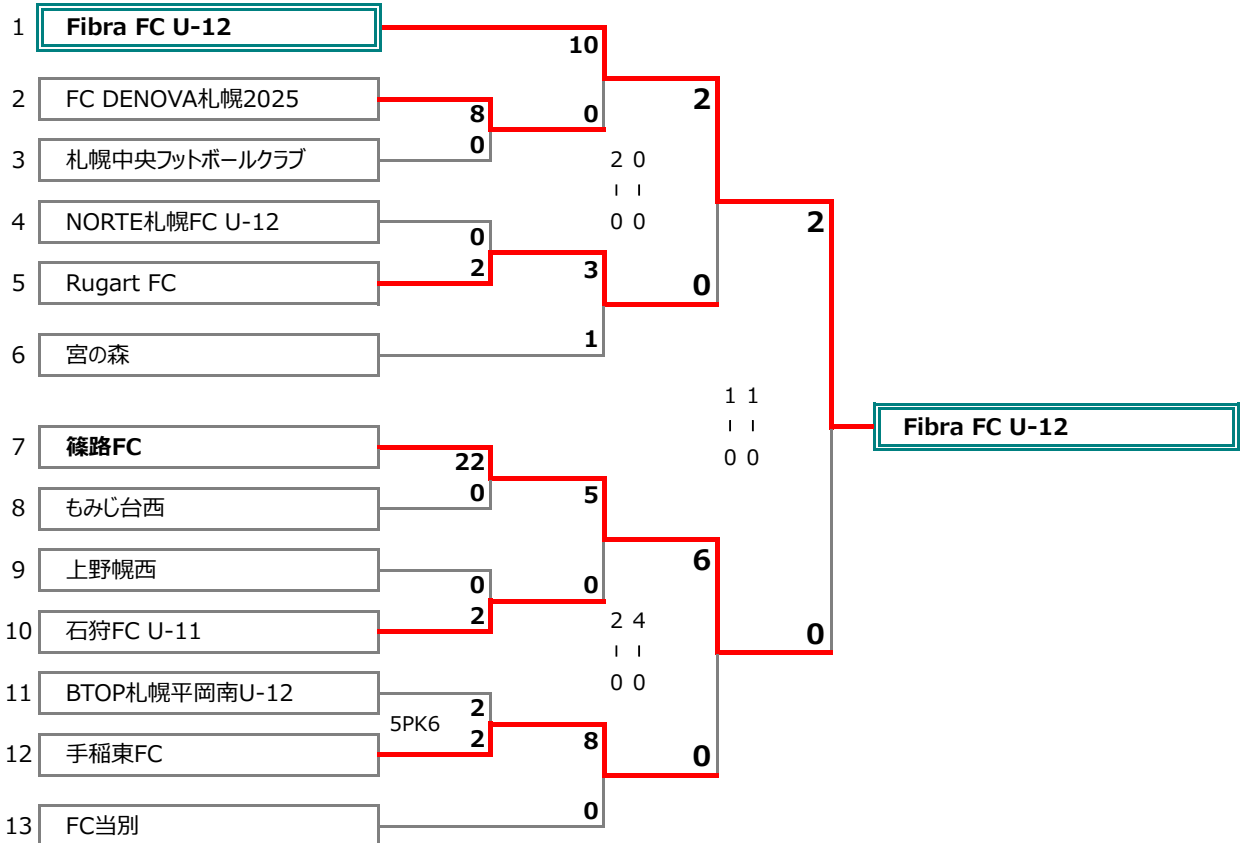 1 Fibra FC U-12
10
2 FC DENOVA札幌2025
8
0
2
3 札幌中央フットボールクラブ
0
2 0
4 NORTE札幌FC U-12
0
0 0
2
5 Rugart FC
2
3
0
6 宮の森
1
1 1
Fibra FC U-12
7 篠路FC
22
0 0
8 もみじ台西
0
5
9 上野幌西
0
0
6
10 石狩FC U-11
2
2 4
0
11 BTOP札幌平岡南U-12
2
0 0
5PK6
12 手稲東FC
2
8
0
13 FC当別
0